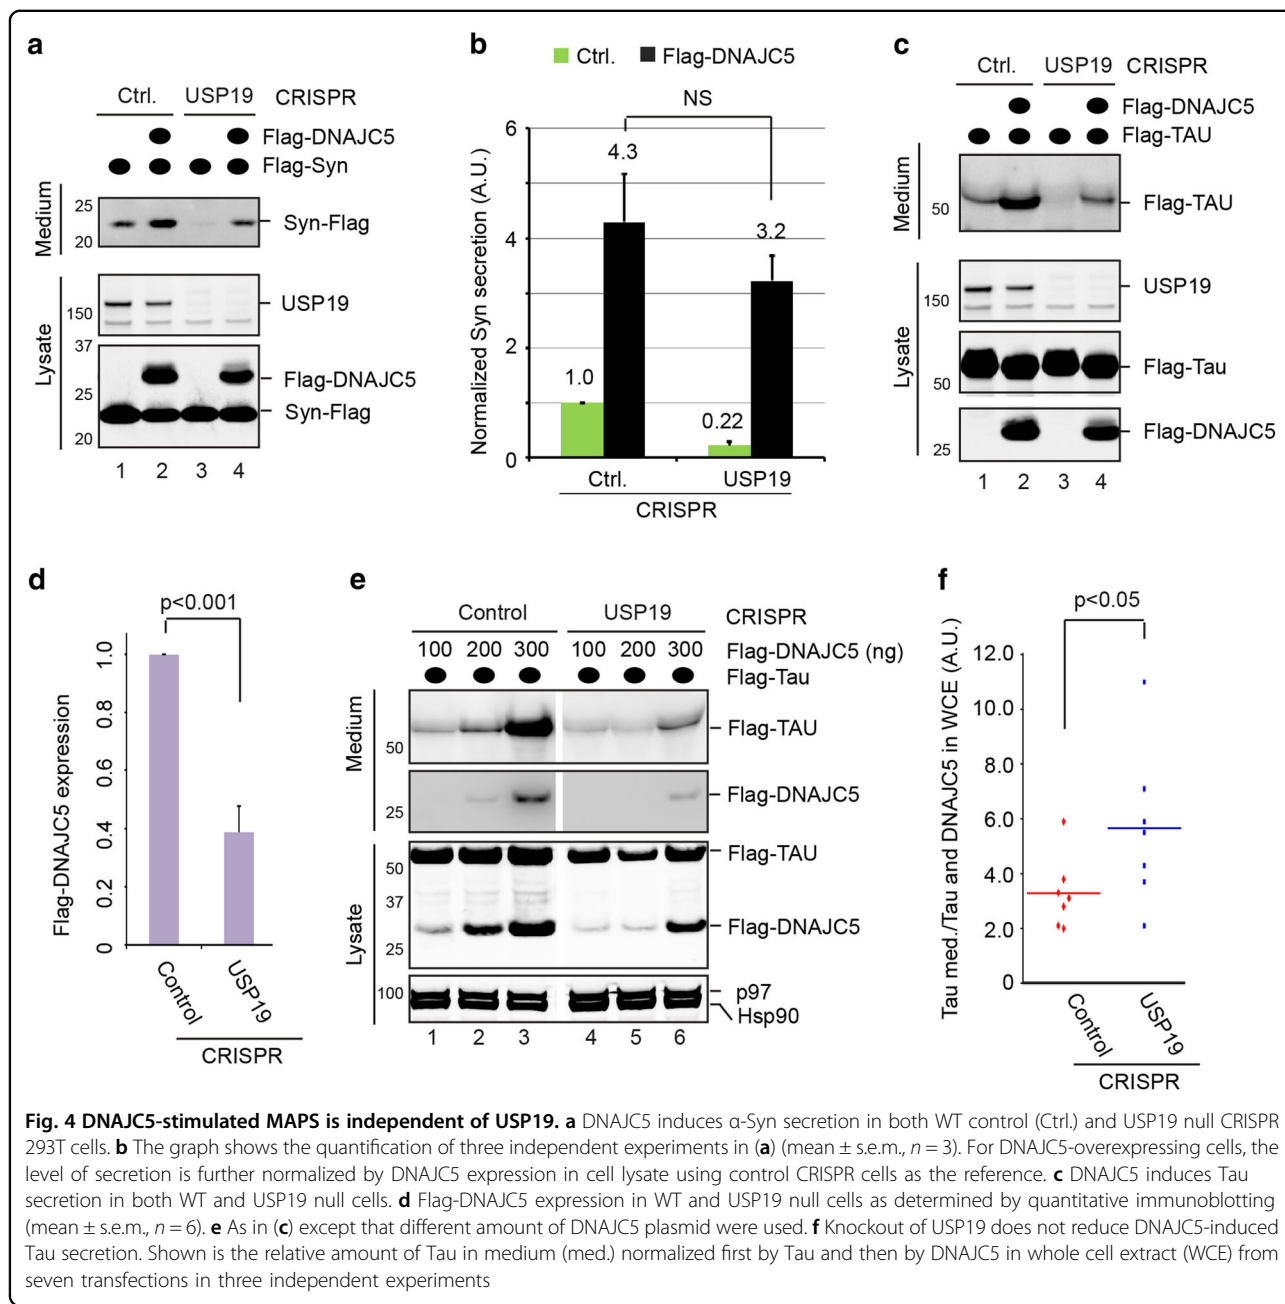 a
Ctrl. USP19 CRISPR
Flag-DNAJC5
Flag-Syn
Medium
25
20
Syn-Flag
Lysate
150
USP19
37
25
20
Flag-DNAJC5
Syn-Flag
1 2 3 4
b
Ctrl. Flag-DNAJC5
NS
Normalized Syn secretion (A.U.)
6
4
2
0
4.3
3.2
1.0
0.22
Ctrl. USP19
CRISPR
c
Ctrl. USP19 CRISPR
Flag-DNAJC5
Flag-TAU
Medium
50
Flag-TAU
Lysate
150
USP19
50
Flag-Tau
25
Flag-DNAJC5
1 2 3 4
d
p<0.001
Flag-DNAJC5 expression
1.0
0.8
0.6
0.4
0.2
0
Control
USP19
CRISPR
e
Control USP19 CRISPR
100 200 300 100 200 300 Flag-DNAJC5 (ng)
Flag-Tau
Medium
50
Flag-TAU
25
Flag-DNAJC5
Lysate
50
37
25
Flag-TAU
Flag-DNAJC5
100
p97
Hsp90
1 2 3 4 5 6
f
p<0.05
Tau med./Tau and DNAJC5 in WCE (A.U.)
12.0
10.0
8.0
6.0
4.0
2.0
0
Control
USP19
CRISPR
Fig. 4 DNAJC5-stimulated MAPS is independent of USP19. a DNAJC5 induces α-Syn secretion in both WT control (Ctrl.) and USP19 null CRISPR
293T cells. b The graph shows the quantification of three independent experiments in (a) (mean ± s.e.m., n = 3). For DNAJC5-overexpressing cells, the
level of secretion is further normalized by DNAJC5 expression in cell lysate using control CRISPR cells as the reference. c DNAJC5 induces Tau
secretion in both WT and USP19 null cells. d Flag-DNAJC5 expression in WT and USP19 null cells as determined by quantitative immunoblotting
(mean ± s.e.m., n = 6). e As in (c) except that different amount of DNAJC5 plasmid were used. f Knockout of USP19 does not reduce DNAJC5-induced
Tau secretion. Shown is the relative amount of Tau in medium (med.) normalized first by Tau and then by DNAJC5 in whole cell extract (WCE) from
seven transfections in three independent experiments